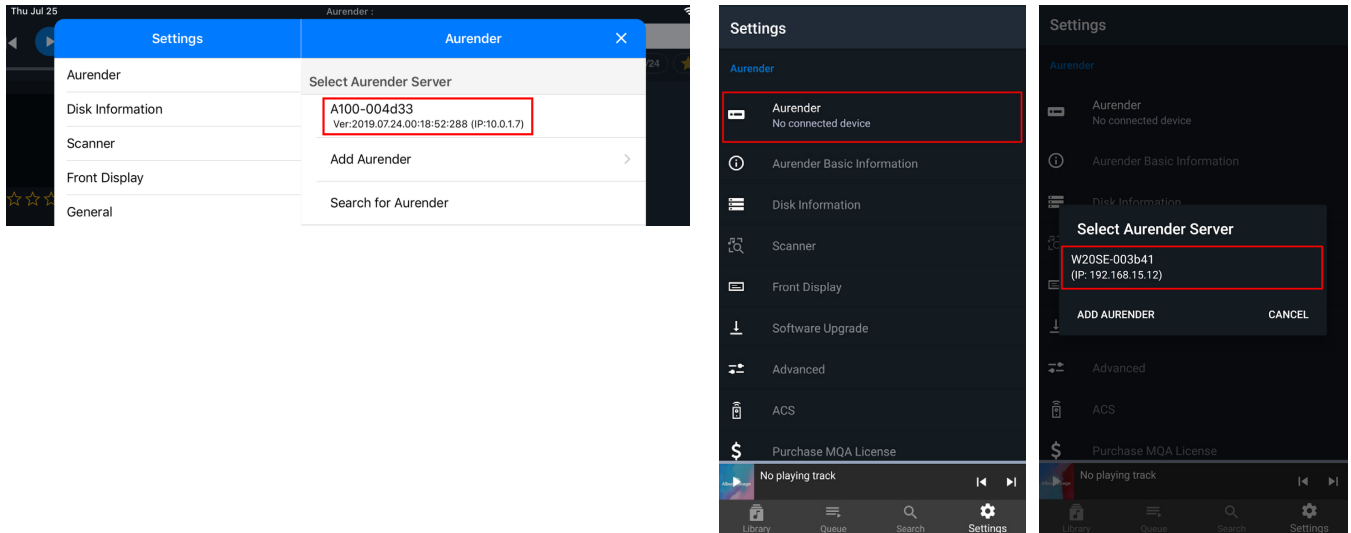 Thu Jul 25
Aurender :
Settings
Aurender
/24
Aurender
Disk Information
Scanner
Front Display
General
Select Aurender Server
A100-004d33
Ver:2019.07.24.00:18:52:288 (IP:10.0.1.7)
Add Aurender
Search for Aurender
Settings
Aurender
Aurender
No connected device
Aurender Basic Information
Disk Information
Scanner
Front Display
Software Upgrade
Advanced
ACS
Purchase MQA License
No playing track
Library
Queue
Search
Settings
Settings
Aurender
Aurender
No connected device
Aurender Basic Information
Disk Information
Select Aurender Server
W20SE-003b41
(IP: 192.168.15.12)
ADD AURENDER
CANCEL
Advanced
ACS
Purchase MQA License
No playing track
Library
Queue
Search
Settings